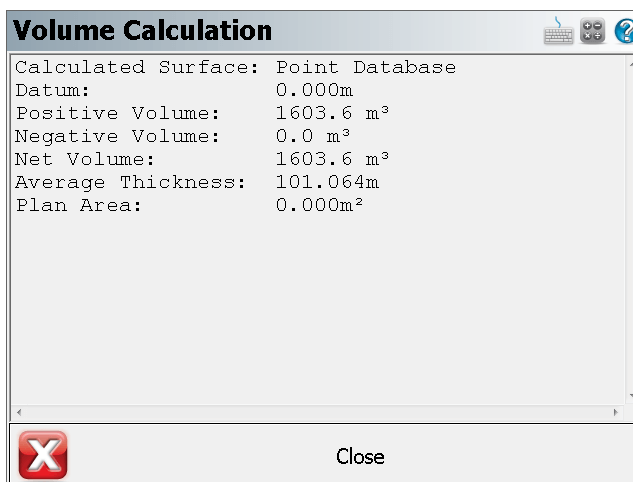 Volume Calculation
Calculated Surface: Point Database
Datum: 0.000m
Positive Volume: 1603.6 m³
Negative Volume: 0.0 m³
Net Volume: 1603.6 m³
Average Thickness: 101.064m
Plan Area: 0.000m²
Close